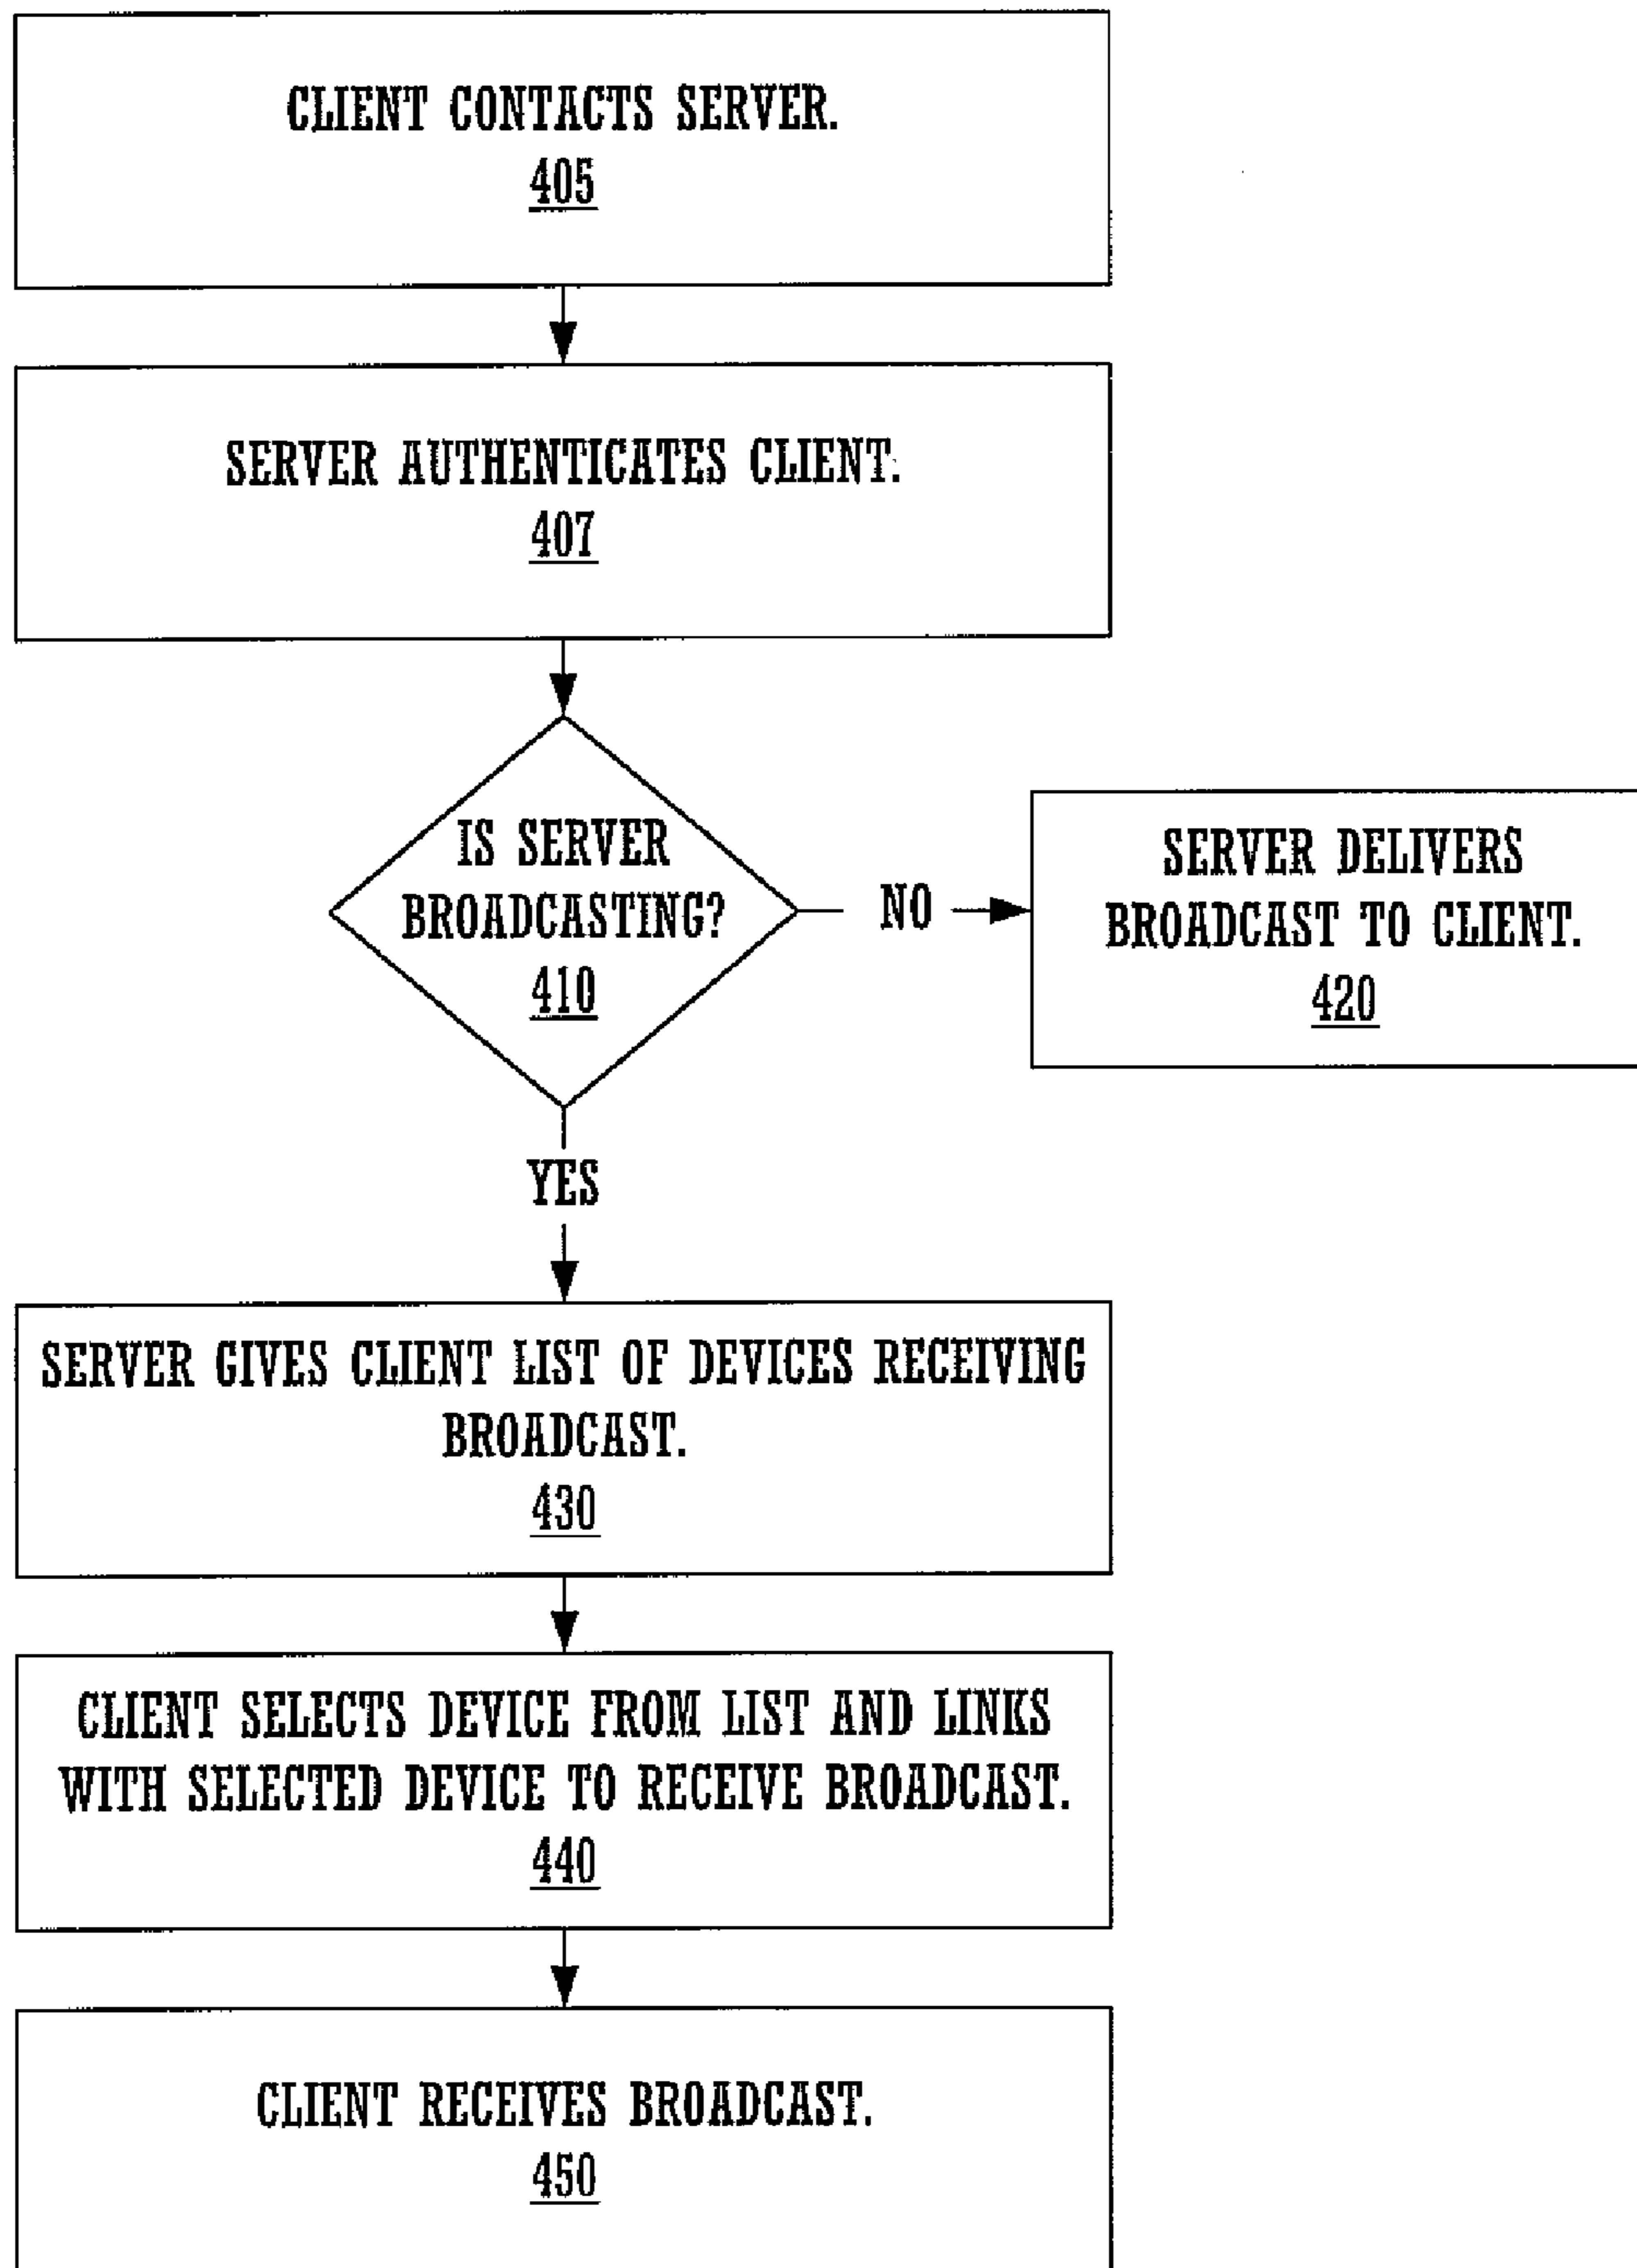 CLIENT CONTACTS SERVER.
405
SERVER AUTHENTICATES CLIENT.
407
IS SERVER
BROADCASTING?
410
NO
SERVER DELIVERS
BROADCAST TO CLIENT.
420
YES
SERVER GIVES CLIENT LIST OF DEVICES RECEIVING
BROADCAST.
430
CLIENT SELECTS DEVICE FROM LIST AND LINKS
WITH SELECTED DEVICE TO RECEIVE BROADCAST.
440
CLIENT RECEIVES BROADCAST.
450